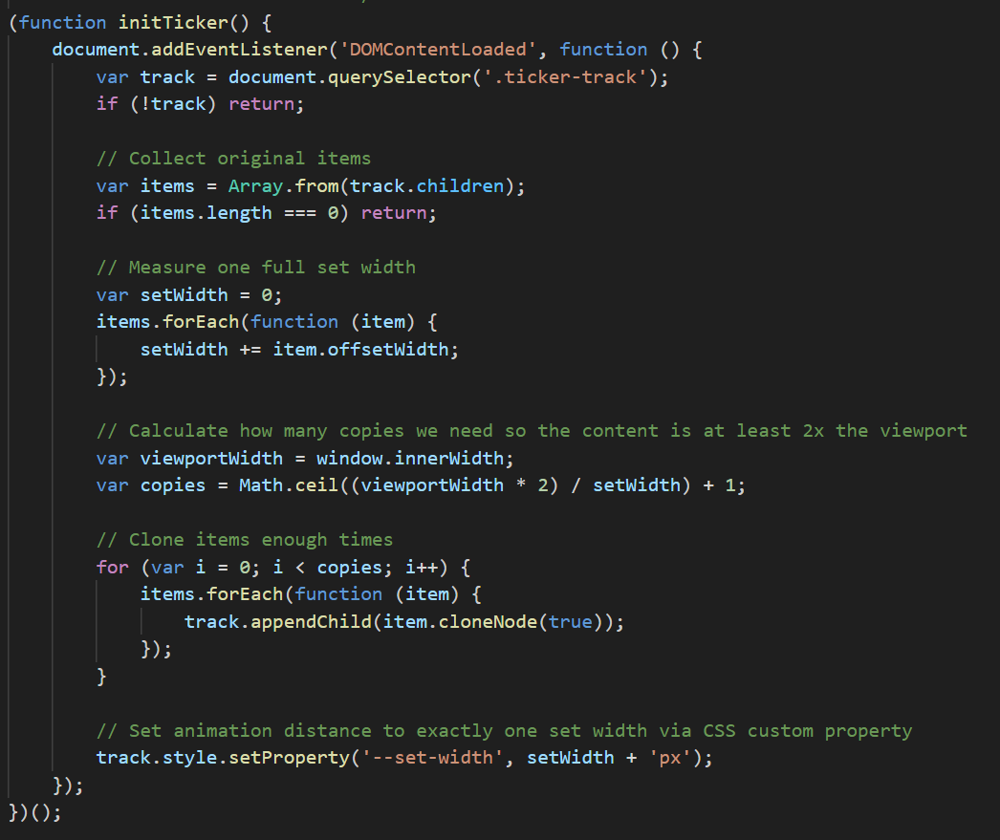 (function initTicker() {
    document.addEventListener('DOMContentLoaded', function () {
        var track = document.querySelector('.ticker-track');
        if (!track) return;

        // Collect original items
        var items = Array.from(track.children);
        if (items.length === 0) return;

        // Measure one full set width
        var setWidth = 0;
        items.forEach(function (item) {
            setWidth += item.offsetWidth;
        });

        // Calculate how many copies we need so the content is at least 2x the viewport
        var viewportWidth = window.innerWidth;
        var copies = Math.ceil((viewportWidth * 2) / setWidth) + 1;

        // Clone items enough times
        for (var i = 0; i < copies; i++) {
            items.forEach(function (item) {
                track.appendChild(item.cloneNode(true));
            });
        }

        // Set animation distance to exactly one set width via CSS custom property
        track.style.setProperty('--set-width', setWidth + 'px');
    });
})();